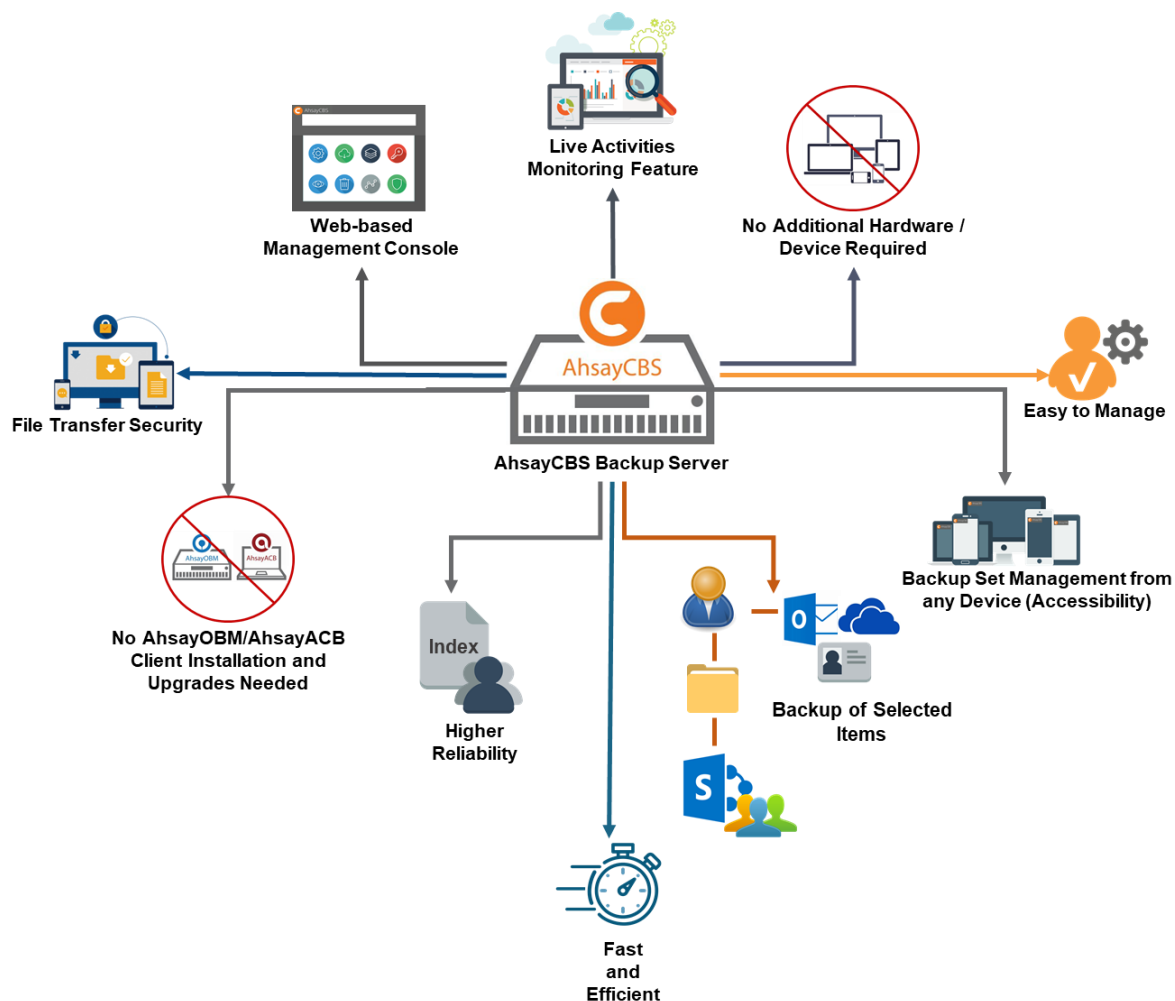 AhsayCBS
Live Activities
Monitoring Feature
Web-based
Management Console
No Additional Hardware /
Device Required
AhsayCBS
AhsayCBS Backup Server
File Transfer Security
Easy to Manage
AhsayOBM
AhsayACB
No AhsayOBM/AhsayACB
Client Installation and
Upgrades Needed
Index
Higher
Reliability
O
S
Backup of Selected
Items
Backup Set Management from
any Device (Accessibility)
Fast
and
Efficient